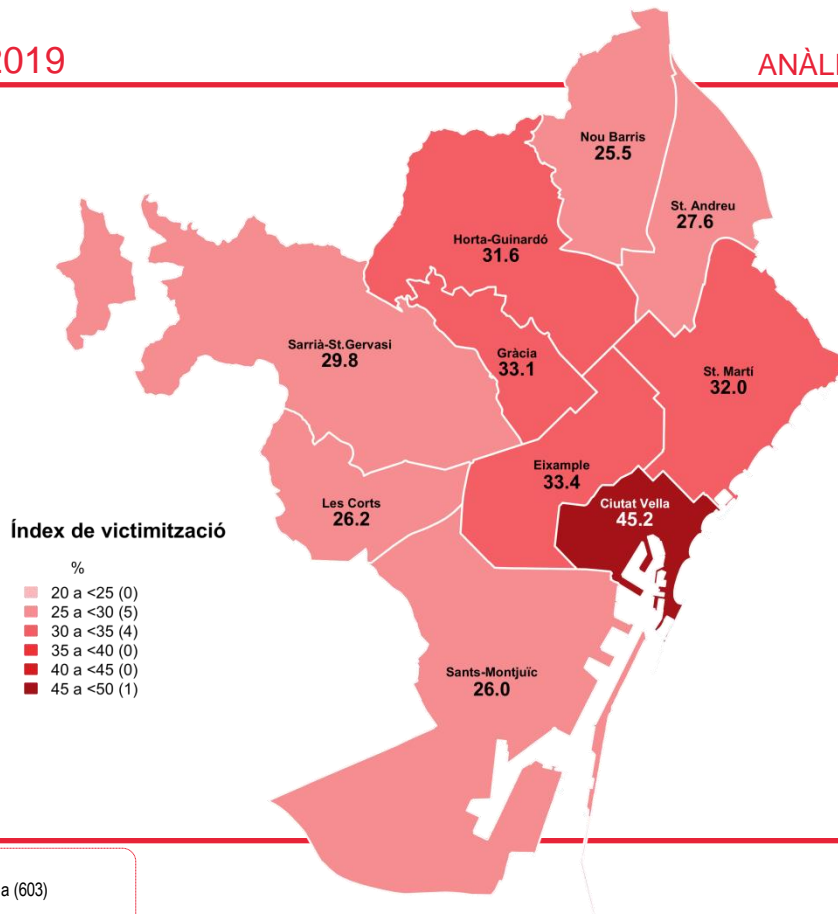 2019
ANÀLI
Nou Barris
25.5
St. Andreu
27.6
Horta-Guinardó
31.6
Sarrià-St.Gervasi
29.8
Gràcia
33.1
St. Martí
32.0
Eixample
33.4
Les Corts
26.2
Ciutat Vella
45.2
Índex de victimització
%
20 a <25 (0)
25 a <30 (5)
30 a <35 (4)
35 a <40 (0)
40 a <45 (0)
45 a <50 (1)
Sants-Montjuïc
26.0
a (603)